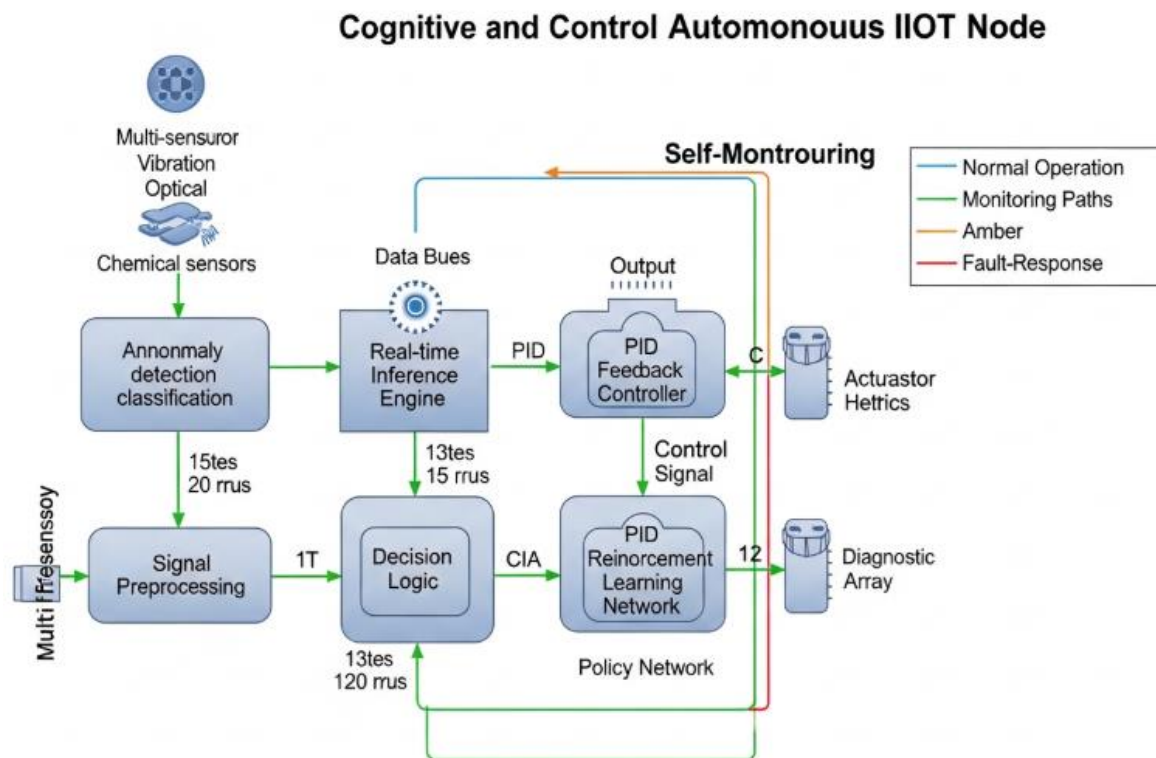 Cognitive and Control Automonouus IIOT Node
Multi-sensuror
Vibration
Optical
Chemical sensors
Self-Montrouring
Normal Operation
Monitoring Paths
Amber
Fault-Response
Data Bues
Output
Annonmaly
detection
classification
Real-time
Inference
Engine
PID
PID
Feedback
Controller
C
Actuastor
Hetfics
15tes
20 rrus
13tes
15 rrus
Control
Signal
Signal
Preprocessing
1T
Decision
Logic
CIA
PID
Reinorcement
Learning
Network
12
Diagnostic
Array
13tes
120 mus
Policy Network